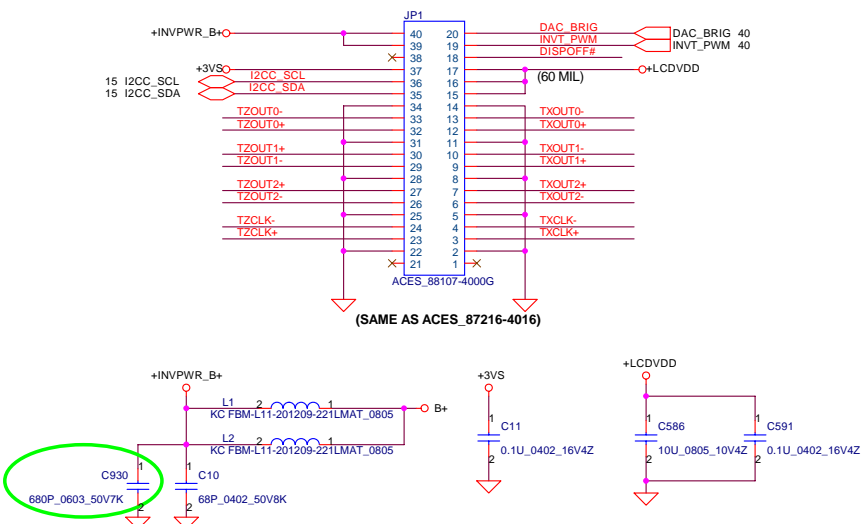 JP1
+INVPWR_B+ 40 20 DAC_BRIG DAC_BRIG 40
39 19 INVT_PWM INVT_PWM 40
38 18 DISPOFF#
+3VS 37 17 +LCDVDD
15 I2CC_SCL I2CC_SCL 36 16 (60 MIL)
15 I2CC_SDA I2CC_SDA 35 15
34 14
TZOUT0- 33 13 TXOUT0-
TZOUT0+ 32 12 TXOUT0+
31 11
TZOUT1+ 30 10 TXOUT1-
TZOUT1- 29 9 TXOUT1+
28 8
TZOUT2+ 27 7 TXOUT2+
TZOUT2- 26 6 TXOUT2-
25 5
TZCLK- 24 4 TXCLK-
TZCLK+ 23 3 TXCLK+
22 2
21 1
ACES_88107-4000G
(SAME AS ACES_87216-4016)
+INVPWR_B+
L1
2 1
KC FBM-L11-201209-221LMAT_0805
B+
L2
2 1
KC FBM-L11-201209-221LMAT_0805
1
C930
2
680P_0603_50V7K
1
C10
2
68P_0402_50V8K
+3VS
1
C11
2
0.1U_0402_16V4Z
+LCDVDD
1
C586
2
10U_0805_10V4Z
1
C591
2
0.1U_0402_16V4Z